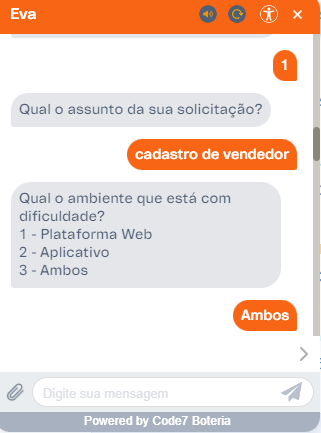 Eva
1
Qual o assunto da sua solicitação?
cadastro de vendedor
Qual o ambiente que está com
dificuldade?
1 - Plataforma Web
2 - Aplicativo
3 - Ambos
Ambos
Digite sua mensagem
Powered by Code7 Boteria